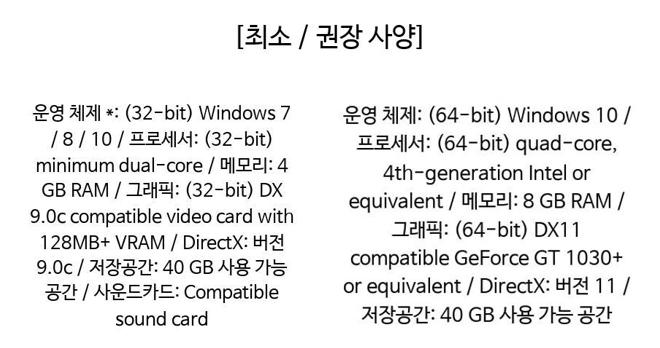 [최소 / 권장 사양]
운영 체제 *: (32-bit) Windows 7
/ 8 / 10 / 프로세서: (32-bit)
minimum dual-core / 메모리: 4
GB RAM / 그래픽: (32-bit) DX
9.0c compatible video card with
128MB+ VRAM / DirectX: 버전
9.0c / 저장공간: 40 GB 사용 가능
공간 / 사운드카드: Compatible
sound card
운영 체제: (64-bit) Windows 10 /
프로세서: (64-bit) quad-core,
4th-generation Intel or
equivalent / 메모리: 8 GB RAM /
그래픽: (64-bit) DX11
compatible GeForce GT 1030+
or equivalent / DirectX: 버전 11 /
저장공간: 40 GB 사용 가능 공간